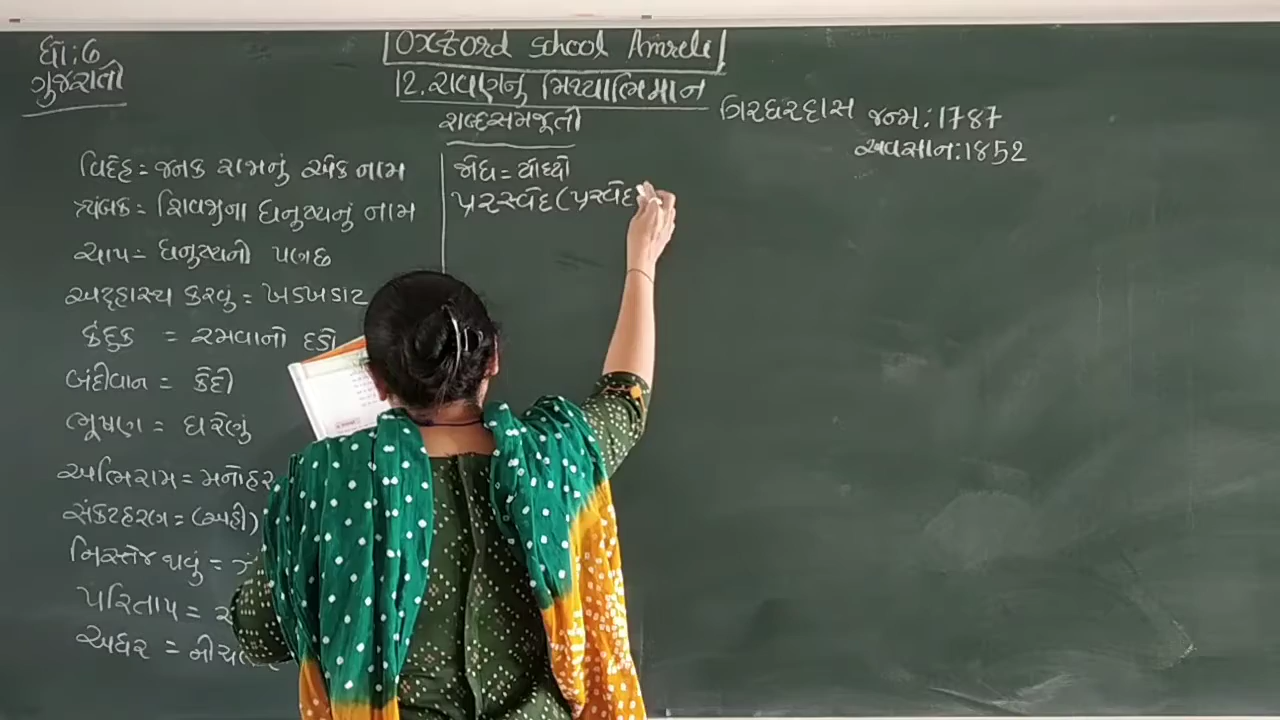 ધો:૭
ગુજરાતી
Oxford School Amreli
12. રાવણનું મિથ્યાભિમાન
શબ્દસમજૂતી
ગિરધરદાસ જન્મ:1787
અવસાન:1852
વિદેહ = જનક રાજાનું એક નામ
ત્ર્યંબક = શિવજીના ધનુષ્યનું નામ
ચાપ = ધનુષ્યની પણછ
અટ્ટહાસ્ય કરવું = ખડખડાટ
કંદુક = રમવાનો દડો
બંદીવાન = કેદી
ભૂષણ = ઘરેણું
અભિરામ = મનોહર
સંકટહરણ = (અહીં)
નિસ્તેજ થવું =
પરિતાપ =
અધર = નીચલ
જોધ = યોધ્ધો
પ્રસ્વેદ (પ્રસ્વેદ